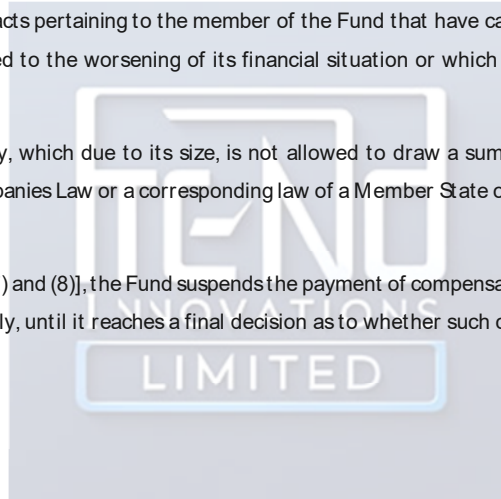 acts pertaining to the member of the Fund that have ca
ed to the worsening of its financial situation or which
y, which due to its size, is not allowed to draw a sum
panies Law or a corresponding law of a Member State o
) and (8)], the Fund suspends the payment of compensa
ly, until it reaches a final decision as to whether such c
TREND
INNOVATIONS
LIMITED